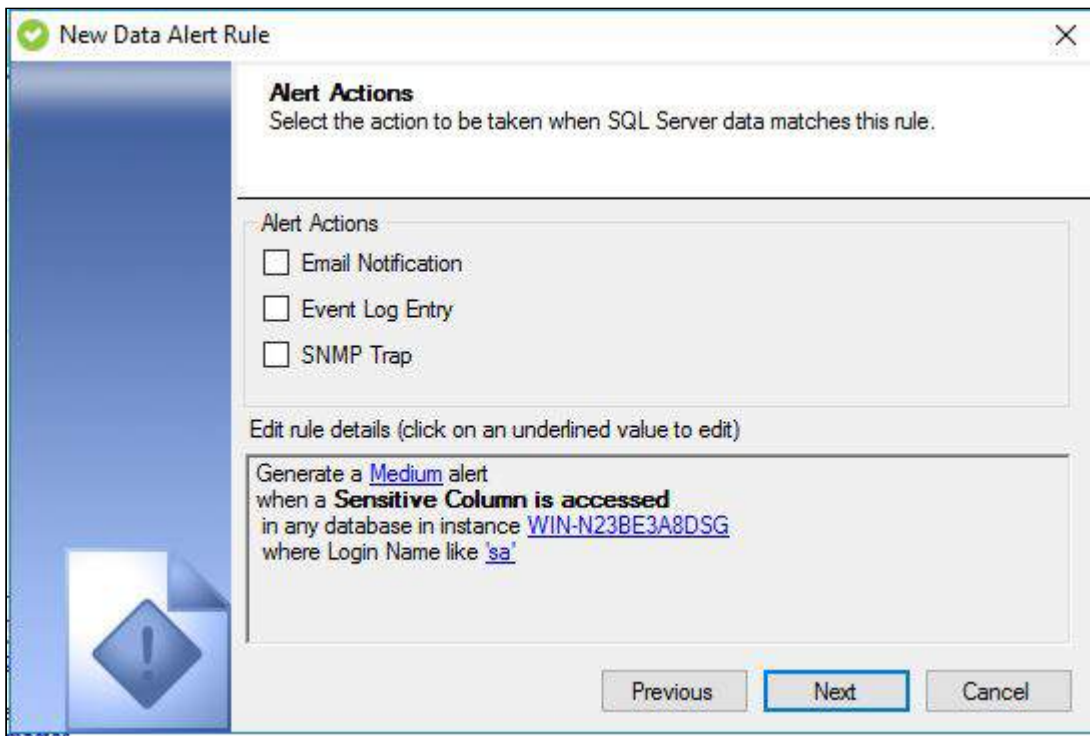 New Data Alert Rule
Alert Actions
Select the action to be taken when SQL Server data matches this rule.
Alert Actions
Email Notification
Event Log Entry
SNMP Trap
Edit rule details (click on an underlined value to edit)
Generate a Medium alert
when a Sensitive Column is accessed
in any database in instance WIN-N23BE3A8DSG
where Login Name like 'sa'
Previous
Next
Cancel